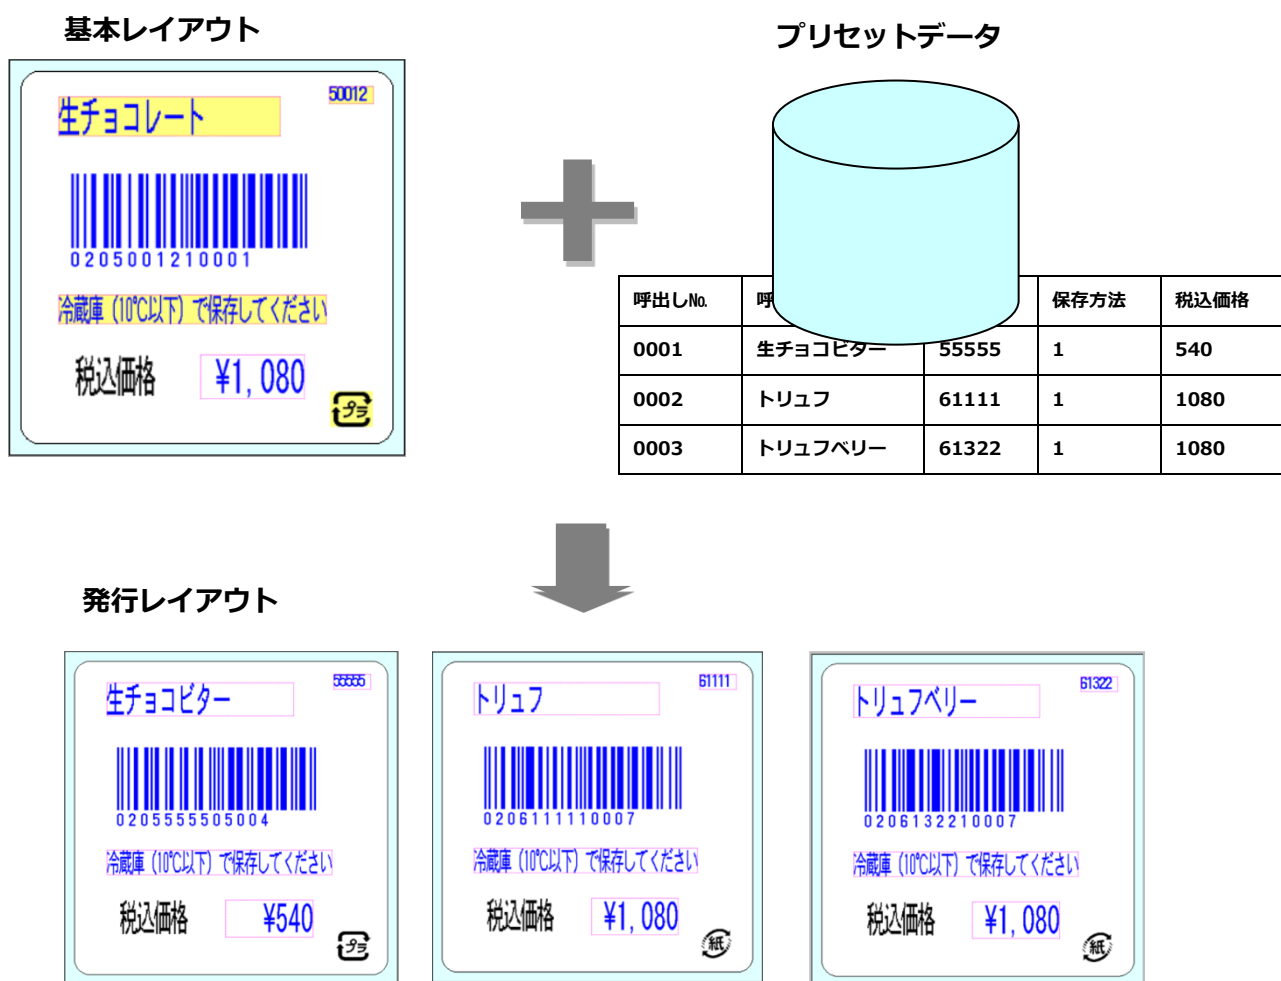 基本レイアウト
プリセットデータ
生チョコレート
50012
0205001210001
冷蔵庫（10℃以下）で保存してください
税込価格 ¥1,080
プラ
呼出し№ 呼 保存方法 税込価格
0001 生チョコビター 55555 1 540
0002 トリュフ 61111 1 1080
0003 トリュフベリー 61322 1 1080
発行レイアウト
生チョコビター
55555
0205555505004
冷蔵庫（10℃以下）で保存してください
税込価格 ¥540
プラ
トリュフ
61111
0206111110007
冷蔵庫（10℃以下）で保存してください
税込価格 ¥1,080
紙
トリュフベリー
61322
0206132210007
冷蔵庫（10℃以下）で保存してください
税込価格 ¥1,080
紙